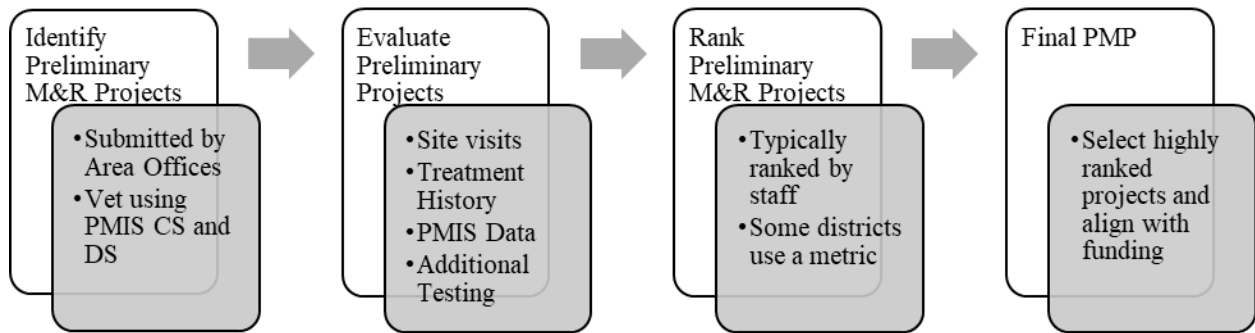 Identify
Preliminary
M&R Projects
•Submitted by
Area Offices
•Vet using
PMIS CS and
DS
Evaluate
Preliminary
Projects
•Site visits
•Treatment
History
•PMIS Data
•Additional
Testing
Rank
Preliminary
M&R Projects
•Typically
ranked by
staff
•Some districts
use a metric
Final PMP
•Select highly
ranked
projects and
align with
funding